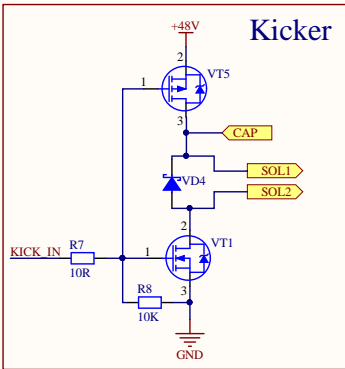 Kicker
+48V
2
1
VT5
3
CAP
SOL1
VD4
SOL2
2
VT1
R7
KICK_IN
1
10R
3
R8
10K
GND